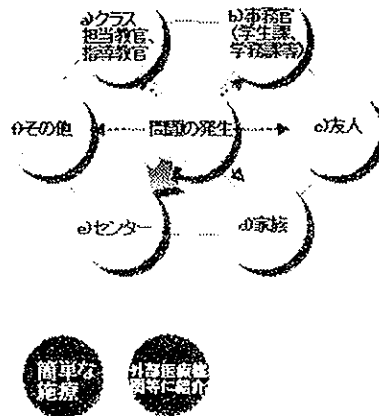 a)クラス
担当教官、
指導教官
b)事務官
(学生課、
学務課等)
f)その他
問題の発生
c)友人
e)センター
d)家族
簡単な
施療
外部医療機
関等に紹介